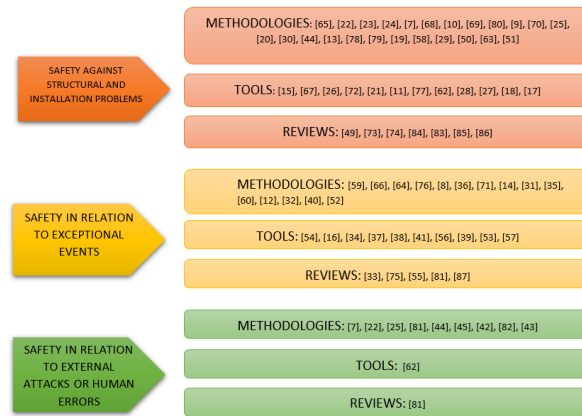 SAFETY AGAINST
STRUCTURAL AND
INSTALLATION PROBLEMS
METHODOLOGIES: [65], [22], [23], [24], [7], [68], [10], [69], [80], [9], [70], [25],
[20], [30], [44], [13], [78], [79], [19], [58], [29], [50], [63], [51]
TOOLS: [15], [67], [26], [72], [21], [11], [77], [62], [28], [27], [18], [17]
REVIEWS: [49], [73], [74], [84], [83], [85], [86]
SAFETY IN RELATION
TO EXCEPTIONAL
EVENTS
METHODOLOGIES: [59], [66], [64], [76], [8], [36], [71], [14], [31], [35],
[60], [12], [32], [40], [52]
TOOLS: [54], [16], [34], [37], [38], [41], [56], [39], [53], [57]
REVIEWS: [33], [75], [55], [81], [87]
SAFETY IN RELATION
TO EXTERNAL
ATTACKS OR HUMAN
ERRORS
METHODOLOGIES: [7], [22], [25], [81], [44], [45], [42], [82], [43]
TOOLS: [62]
REVIEWS: [81]